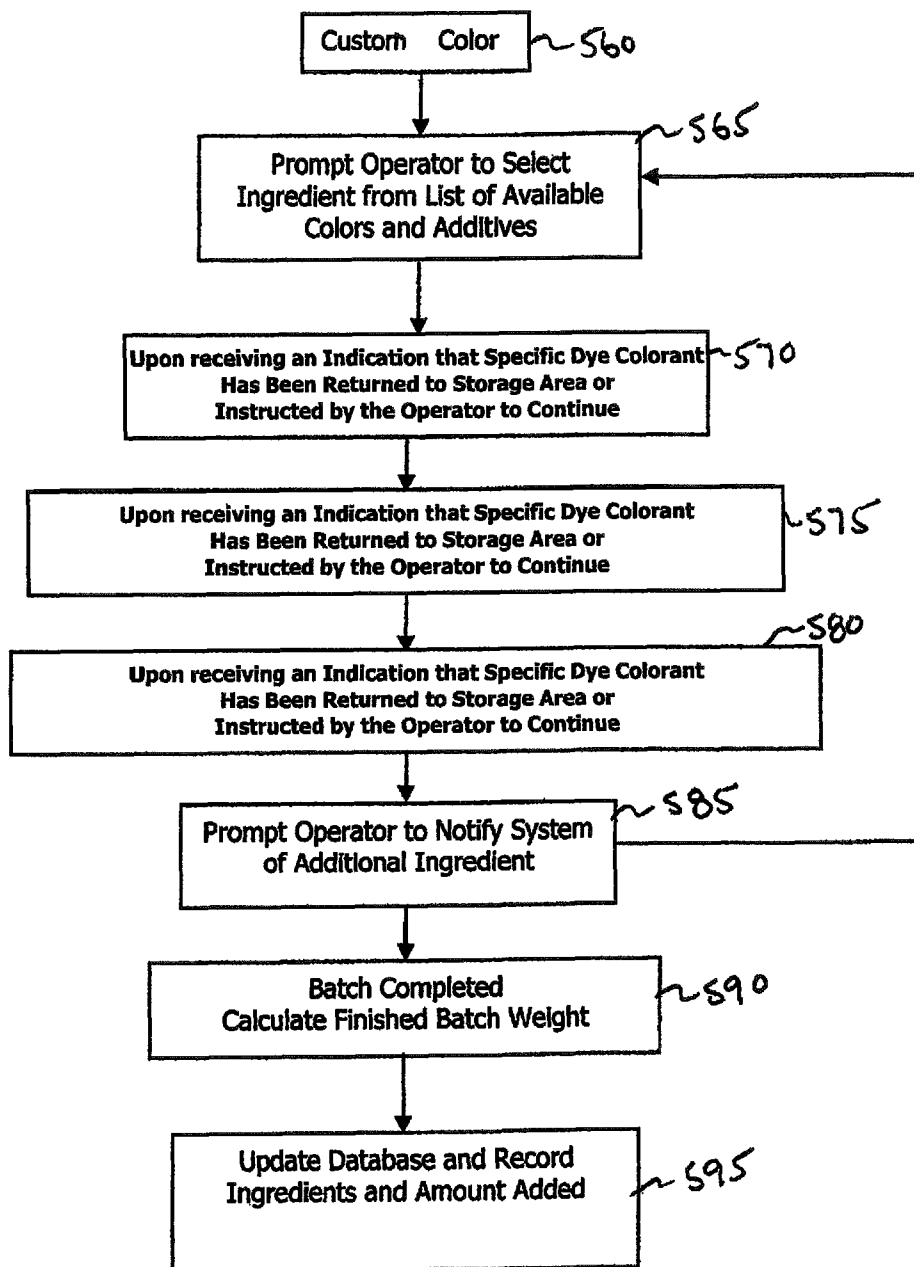 Custom Color
560
565
Prompt Operator to Select
Ingredient from List of Available
Colors and Additives
570
Upon receiving an Indication that Specific Dye Colorant
Has Been Returned to Storage Area or
Instructed by the Operator to Continue
575
Upon receiving an Indication that Specific Dye Colorant
Has Been Returned to Storage Area or
Instructed by the Operator to Continue
580
Upon receiving an Indication that Specific Dye Colorant
Has Been Returned to Storage Area or
Instructed by the Operator to Continue
585
Prompt Operator to Notify System
of Additional Ingredient
590
Batch Completed
Calculate Finished Batch Weight
595
Update Database and Record
Ingredients and Amount Added